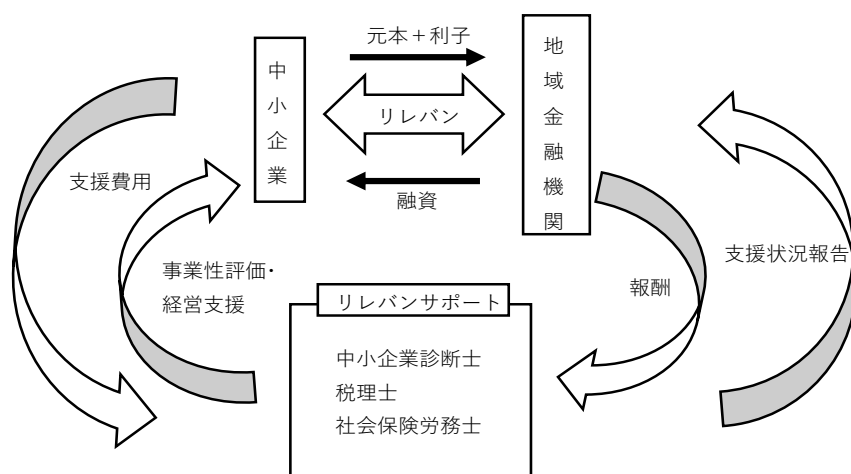 元本＋利子
中小企業
地域金融機関
リレバン
融資
支援費用
事業性評価・
経営支援
支援状況報告
報酬
リレバンサポート
中小企業診断士
税理士
社会保険労務士